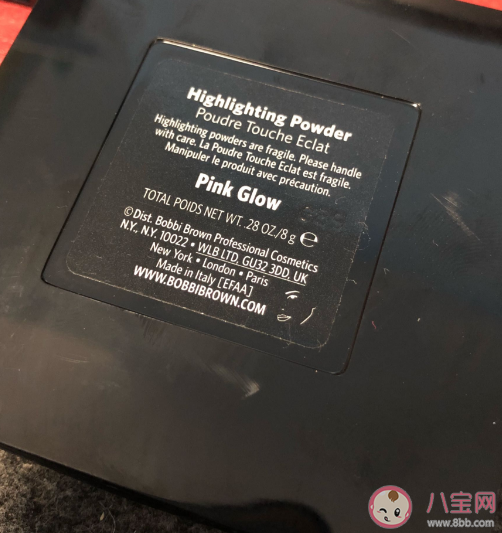 Highlighting Powder
Poudre Touche Eclat
Highlighting powders are fragile. Please handle
with care. La Poudre Touche Eclat est fragile.
Manipuler le produit avec précaution.
Pink Glow
TOTAL POIDS NET WT. .28 OZ./8 g ℮
©Dist. Bobbi Brown Professional Cosmetics
N.Y., N.Y. 10022 • WLB LTD. GU32 3DD, UK
New York • London • Paris
Made in Italy [EFAA]
WWW.BOBBIBROWN.COM
八宝网
www.8bb.com